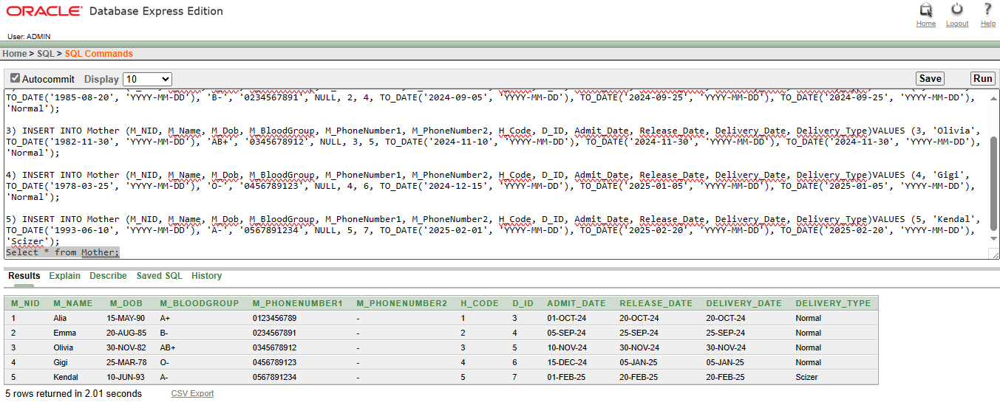 ORACLE Database Express Edition
Home Logout Help
User: ADMIN
Home > SQL > SQL Commands
Autocommit Display 10 Save Run
TO_DATE('1985-08-20', 'YYYY-MM-DD'), 'B-', '0234567891', NULL, 2, 4, TO_DATE('2024-09-05', 'YYYY-MM-DD'), TO_DATE('2024-09-25', 'YYYY-MM-DD'), TO_DATE('2024-09-25', 'YYYY-MM-DD'),
'Normal');
3) INSERT INTO Mother (M_NID, M_Name, M_Dob, M_BloodGroup, M_PhoneNumber1, M_PhoneNumber2, H_Code, D_ID, Admit_Date, Release_Date, Delivery_Date, Delivery_Type)VALUES (3, 'Olivia',
TO_DATE('1982-11-30', 'YYYY-MM-DD'), 'AB+', '0345678912', NULL, 3, 5, TO_DATE('2024-11-10', 'YYYY-MM-DD'), TO_DATE('2024-11-30', 'YYYY-MM-DD'), TO_DATE('2024-11-30', 'YYYY-MM-DD'),
'Normal');
4) INSERT INTO Mother (M_NID, M_Name, M_Dob, M_BloodGroup, M_PhoneNumber1, M_PhoneNumber2, H_Code, D_ID, Admit_Date, Release_Date, Delivery_Date, Delivery_Type)VALUES (4, 'Gigi',
TO_DATE('1978-03-25', 'YYYY-MM-DD'), 'O-', '0456789123', NULL, 4, 6, TO_DATE('2024-12-15', 'YYYY-MM-DD'), TO_DATE('2025-01-05', 'YYYY-MM-DD'), TO_DATE('2025-01-05', 'YYYY-MM-DD'),
'Normal');
5) INSERT INTO Mother (M_NID, M_Name, M_Dob, M_BloodGroup, M_PhoneNumber1, M_PhoneNumber2, H_Code, D_ID, Admit_Date, Release_Date, Delivery_Date, Delivery_Type)VALUES (5, 'Kendal',
TO_DATE('1993-06-10', 'YYYY-MM-DD'), 'A-', '0567891234', NULL, 5, 7, TO_DATE('2025-02-01', 'YYYY-MM-DD'), TO_DATE('2025-02-20', 'YYYY-MM-DD'), TO_DATE('2025-02-20', 'YYYY-MM-DD'),
'Scizer');
Select * from Mother;
Results Explain Describe Saved SQL History
M_NID M_NAME M_DOB M_BLOODGROUP M_PHONENUMBER1 M_PHONENUMBER2 H_CODE D_ID ADMIT_DATE RELEASE_DATE DELIVERY_DATE DELIVERY_TYPE
1 Alia 15-MAY-90 A+ 0123456789 - 1 3 01-OCT-24 20-OCT-24 20-OCT-24 Normal
2 Emma 20-AUG-85 B- 0234567891 - 2 4 05-SEP-24 25-SEP-24 25-SEP-24 Normal
3 Olivia 30-NOV-82 AB+ 0345678912 - 3 5 10-NOV-24 30-NOV-24 30-NOV-24 Normal
4 Gigi 25-MAR-78 O- 0456789123 - 4 6 15-DEC-24 05-JAN-25 05-JAN-25 Normal
5 Kendal 10-JUN-93 A- 0567891234 - 5 7 01-FEB-25 20-FEB-25 20-FEB-25 Scizer
5 rows returned in 2.01 seconds CSV Export